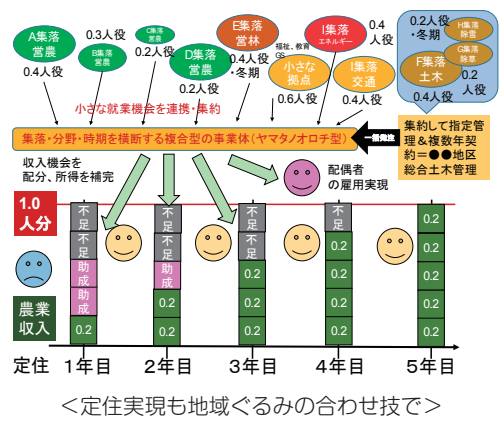 A集落
営農
0.4人役
0.3人役
B集落
営農
C集落
営農
0.2人役
D集落
営農
0.2人役
E集落
営林
0.4人役
・冬期
福祉、教育
GS
小さな
拠点
0.6人役
I集落
エネルギー
0.4
人役
I集落
交通
0.4人役
0.2人役
・冬期
H集落
除雪
G集落
除草
F集落
土木
0.2
人役
0.4人役
小さな就業機会を連携・集約
集落・分野・時期を横断する複合型の事業体(ヤマタノオロチ型)
一括発注
集約して指定管
理&複数年契
約=●●地区
総合土木管理
収入機会を
配分、所得を補完
配偶者
の雇用実現
1.0
人分
農業
収入
不足
不足
助成
助成
0.2
不足
不足
助成
0.2
0.2
不足
不足
0.2
0.2
0.2
不足
0.2
0.2
0.2
0.2
0.2
0.2
0.2
0.2
0.2
定住
1年目
2年目
3年目
4年目
5年目
<定住実現も地域ぐるみの合わせ技で>